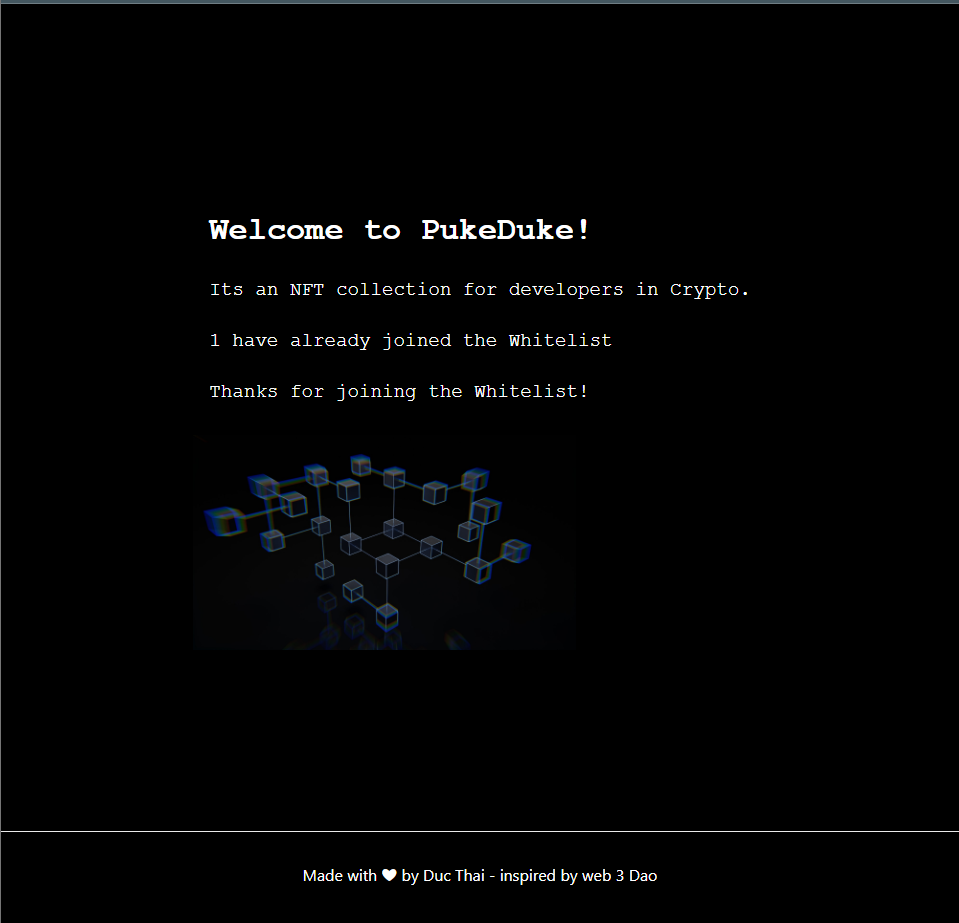 Welcome to PukeDuke!
Its an NFT collection for developers in Crypto.
1 have already joined the Whitelist
Thanks for joining the Whitelist!
Made with ❤ by Duc Thai - inspired by web 3 Dao